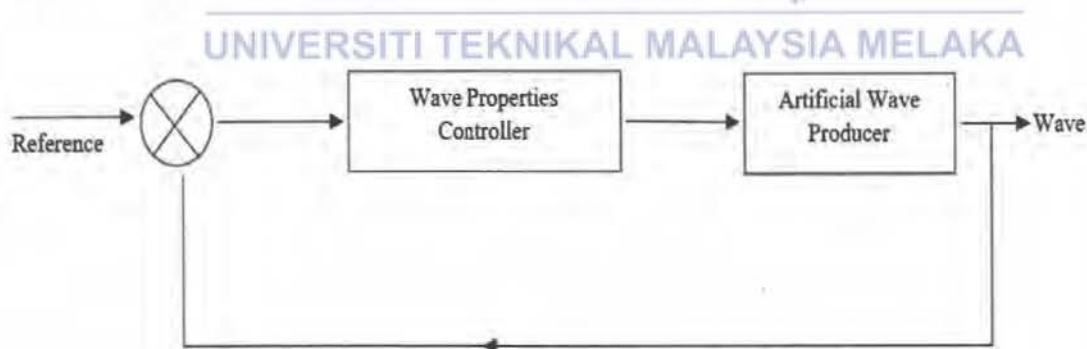 UNIVERSITI TEKNIKAL MALAYSIA MELAKA
Reference
Wave Properties
Controller
Artificial Wave
Producer
Wave